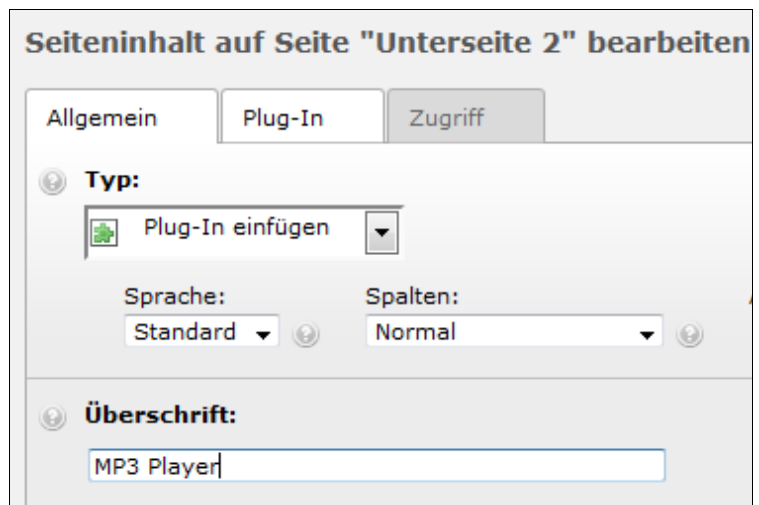 Seiteninhalt auf Seite "Unterseite 2" bearbeiten
Allgemein Plug-In Zugriff
Typ:
Plug-In einfügen
Sprache: Spalten:
Standard Normal
Überschrift:
MP3 Player